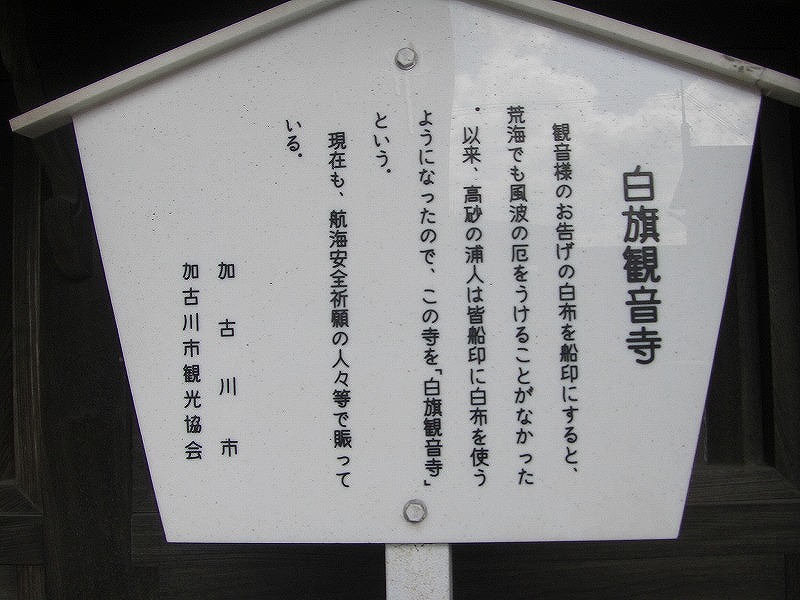 白旗観音寺
観音様のお告げの白布を船印にすると、
荒海でも風波の厄をうけることがなかった
．以来、高砂の浦人は皆船印に白布を使う
ようになったので、この寺を「白旗観音寺」
という．
現在も、航海安全祈願の人々等で賑って
いる．
加古川市
加古川市観光協会